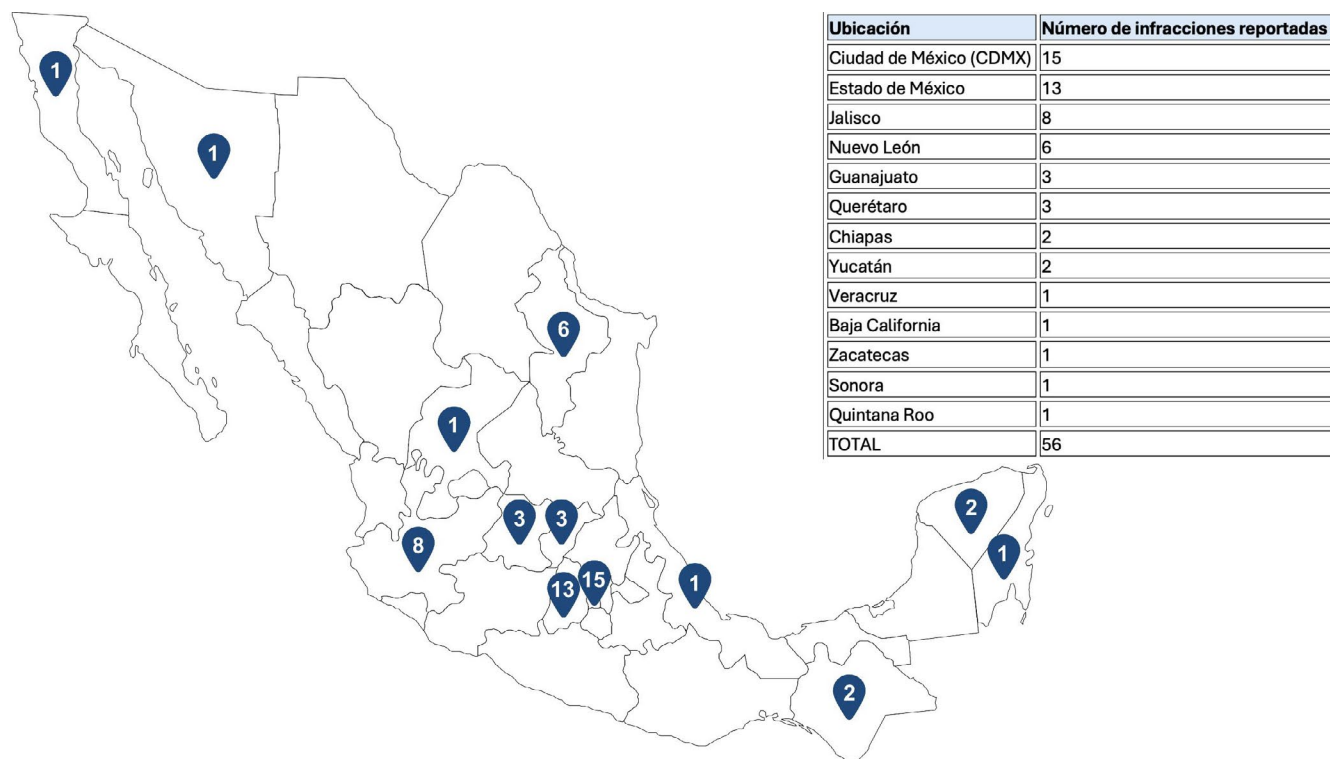 Ubicación Número de infracciones reportadas
Ciudad de México (CDMX) 15
Estado de México 13
Jalisco 8
Nuevo León 6
Guanajuato 3
Querétaro 3
Chiapas 2
Yucatán 2
Veracruz 1
Baja California 1
Zacatecas 1
Sonora 1
Quintana Roo 1
TOTAL 56
1
1
6
1
3 3
2
8
1
13 15
1
2